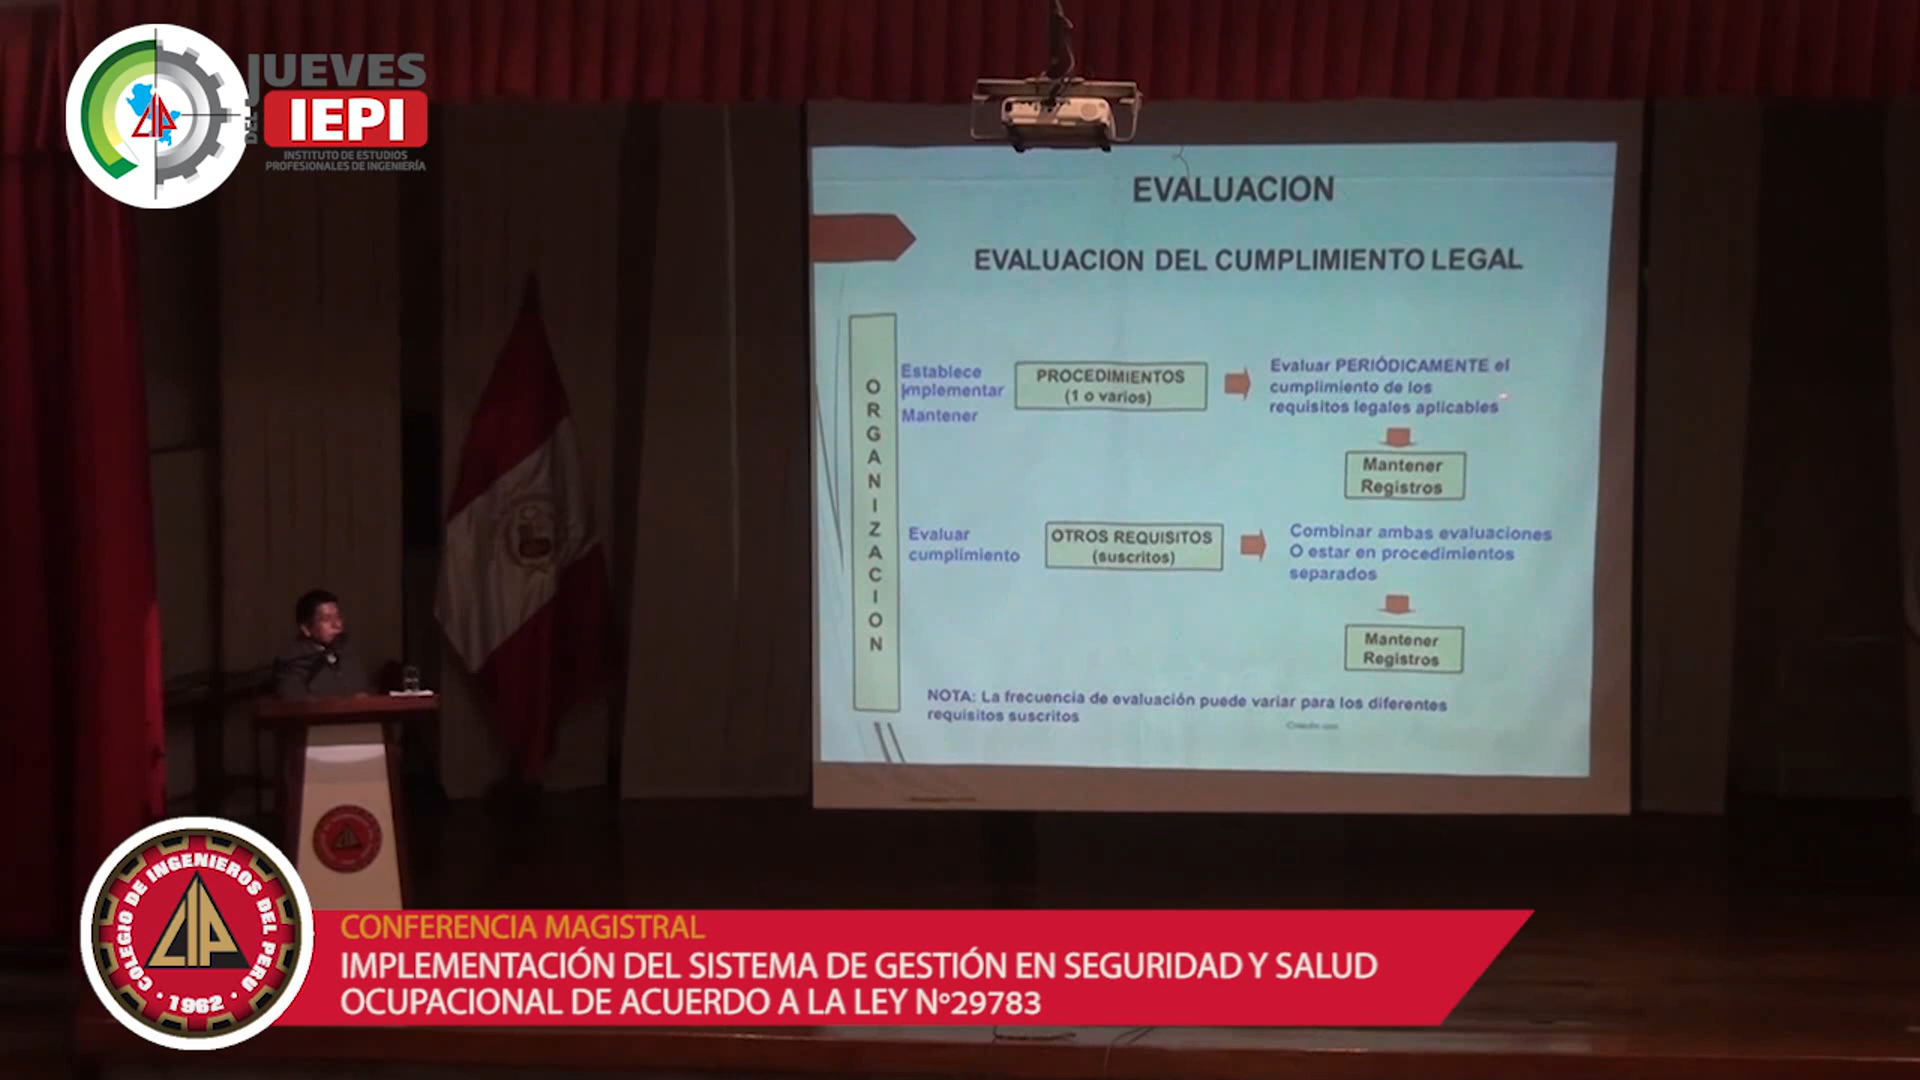 JUEVES
DEL
IEPI
INSTITUTO DE ESTUDIOS
PROFESIONALES DE INGENIERÍA
EVALUACION
EVALUACION DEL CUMPLIMIENTO LEGAL
ORGANIZACION
Establece
implementar
Mantener
PROCEDIMIENTOS
(1 o varios)
Evaluar PERIÓDICAMENTE el
cumplimiento de los
requisitos legales aplicables
Mantener
Registros
Evaluar
cumplimiento
OTROS REQUISITOS
(suscritos)
Combinar ambas evaluaciones
O estar en procedimientos
separados
Mantener
Registros
NOTA: La frecuencia de evaluación puede variar para los diferentes
requisitos suscritos
COLEGIO DE INGENIEROS DEL PERU
CIP
· 1962 ·
CONFERENCIA MAGISTRAL
IMPLEMENTACIÓN DEL SISTEMA DE GESTIÓN EN SEGURIDAD Y SALUD
OCUPACIONAL DE ACUERDO A LA LEY N°29783